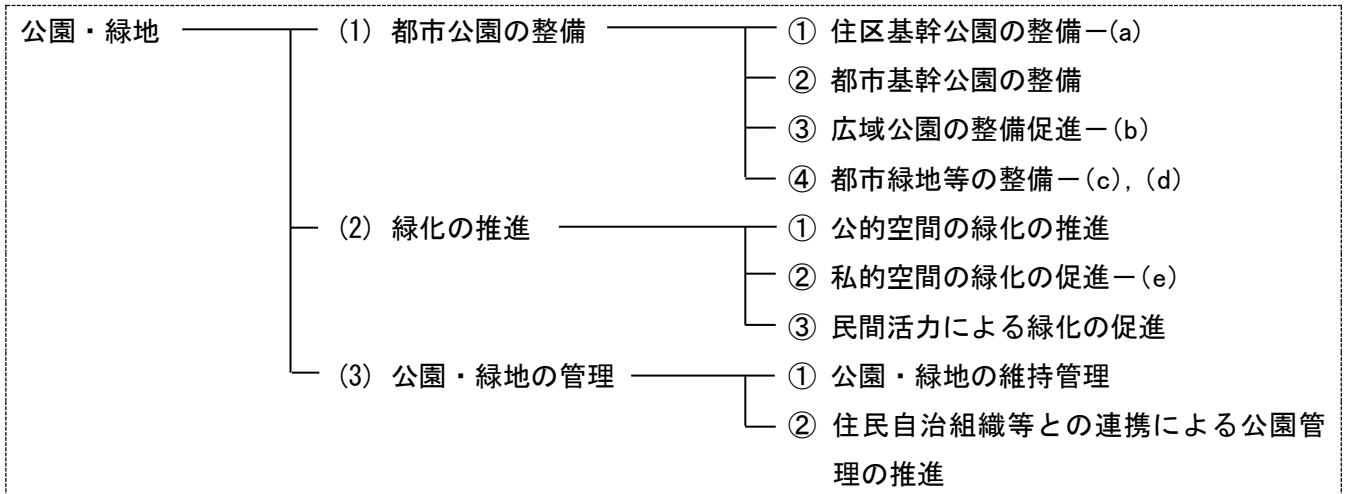 公園・緑地
(1) 都市公園の整備
① 住区基幹公園の整備－(a)
② 都市基幹公園の整備
③ 広域公園の整備促進－(b)
④ 都市緑地等の整備－(c), (d)
(2) 緑化の推進
① 公的空間の緑化の推進
② 私的空間の緑化の促進－(e)
③ 民間活力による緑化の促進
(3) 公園・緑地の管理
① 公園・緑地の維持管理
② 住民自治組織等との連携による公園管
理の推進